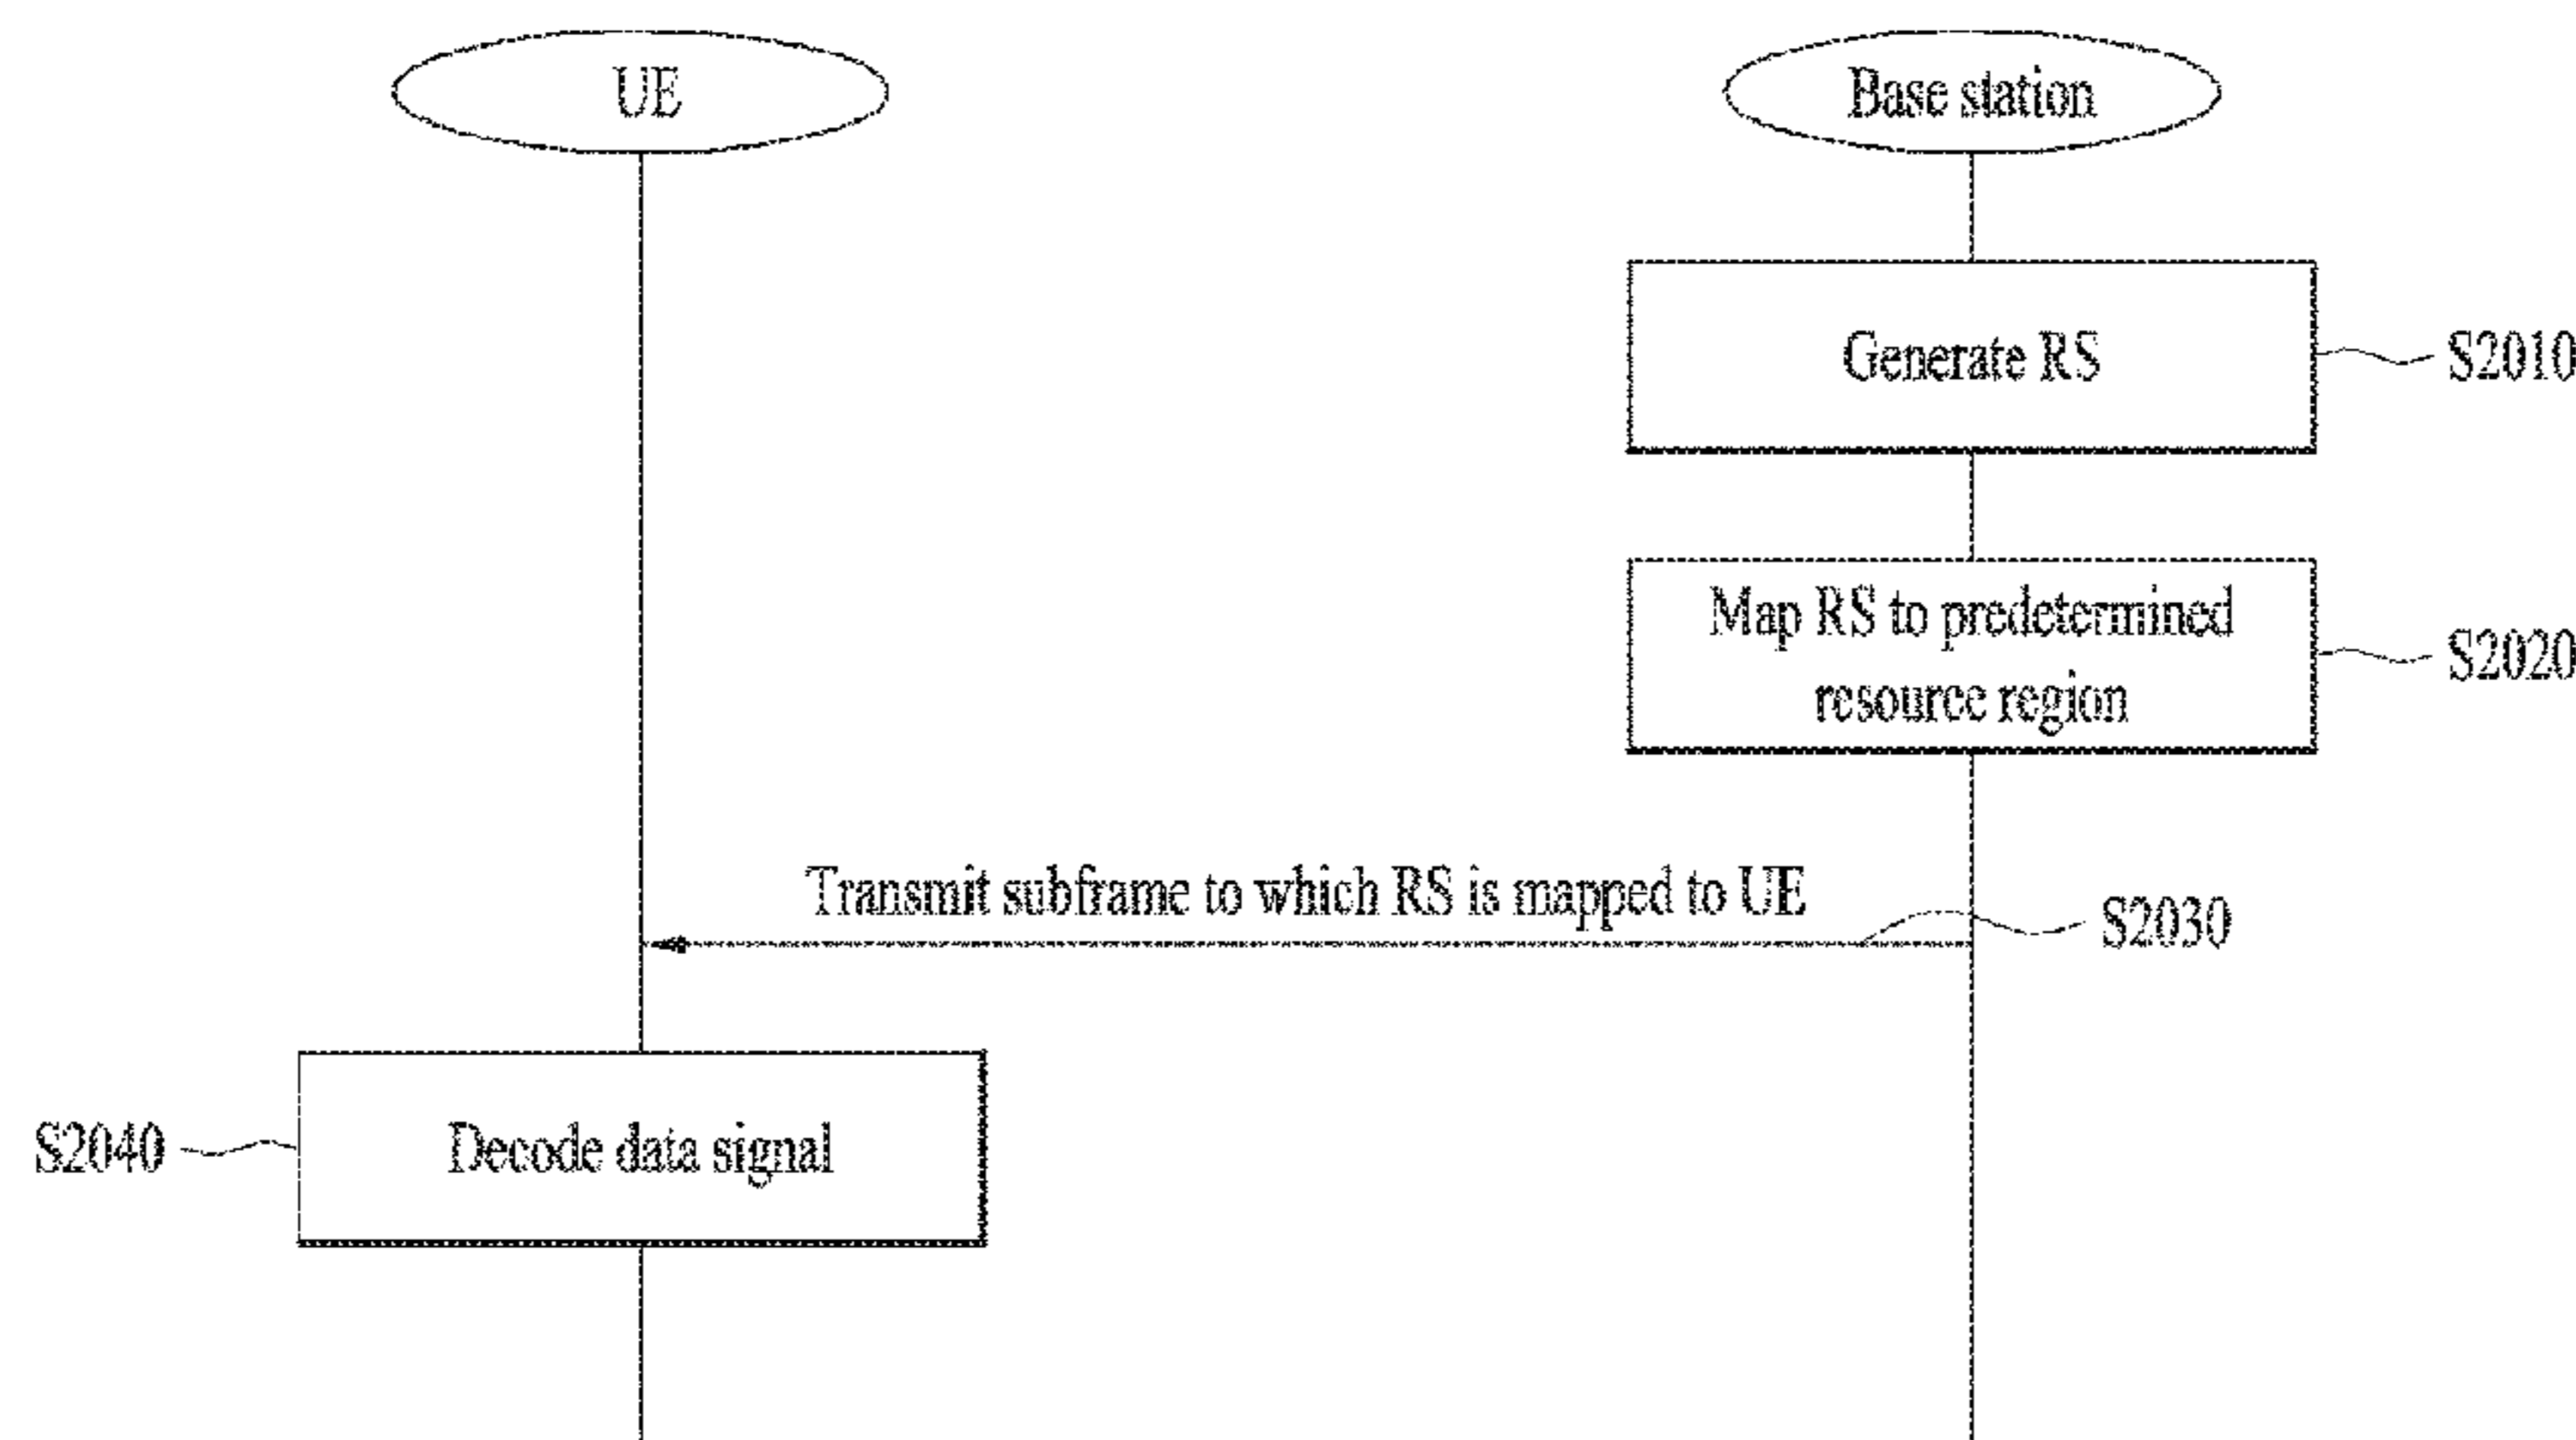 UE
Base station
Generate RS
S2010
Map RS to predetermined
resource region
S2020
Transmit subframe to which RS is mapped to UE
S2030
S2040
Decode data signal